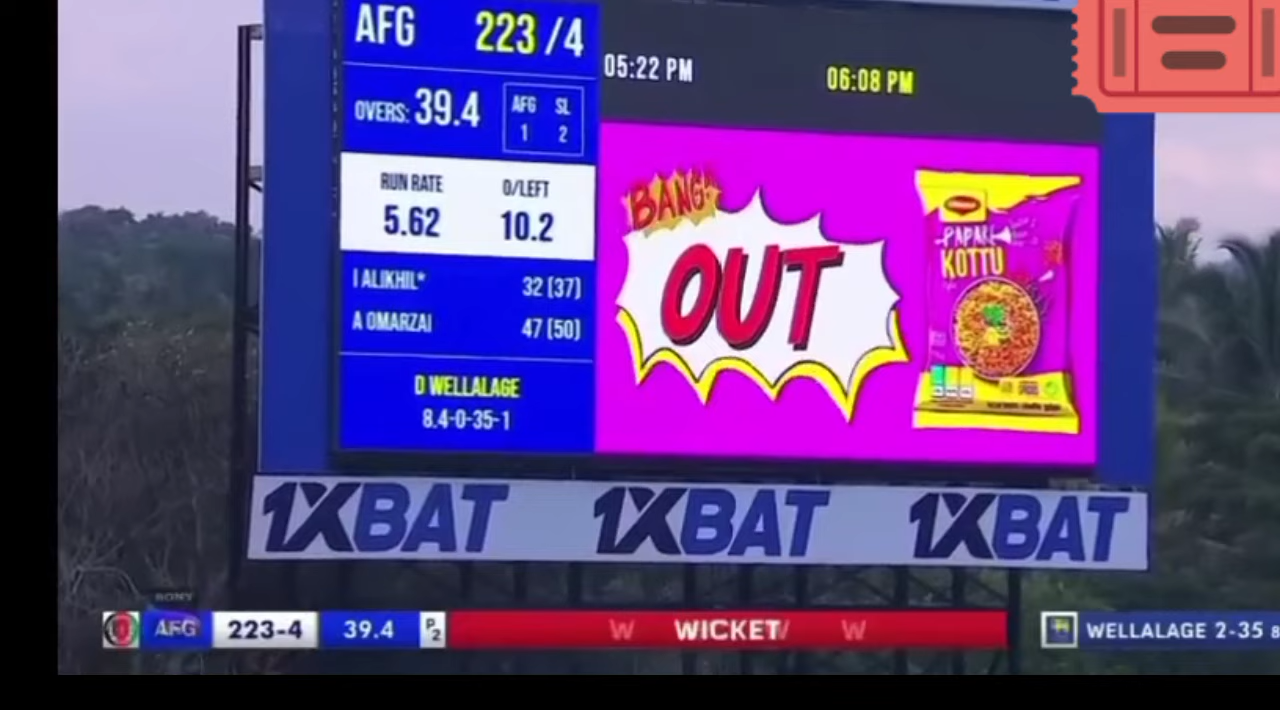 AFG 223/4
05:22 PM
06:08 PM
OVERS: 39.4
AFG SL
1 2
RUN RATE O/LEFT
5.62 10.2
I ALIKHIL* 32 (37)
A OMARZAI 47 (50)
D WELLALAGE
8.4-0-35-1
BANG!
OUT
PAPARE
KOTTU
1XBAT 1XBAT 1XBAT
SONY
AFG 223-4 39.4 P2 W WICKET W W
WELLALAGE 2-35 8